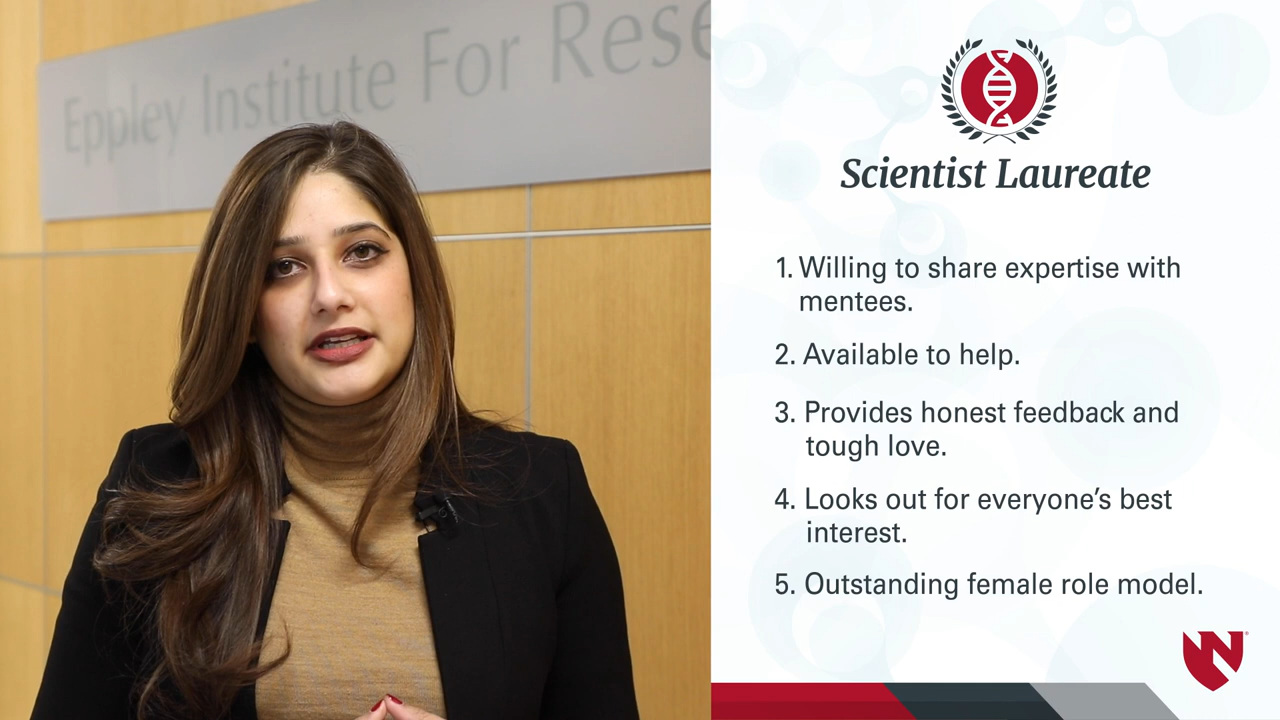 Eppley Institute For Rese
Scientist Laureate
1. Willing to share expertise with
mentees.
2. Available to help.
3. Provides honest feedback and
tough love.
4. Looks out for everyone’s best
interest.
5. Outstanding female role model.
N